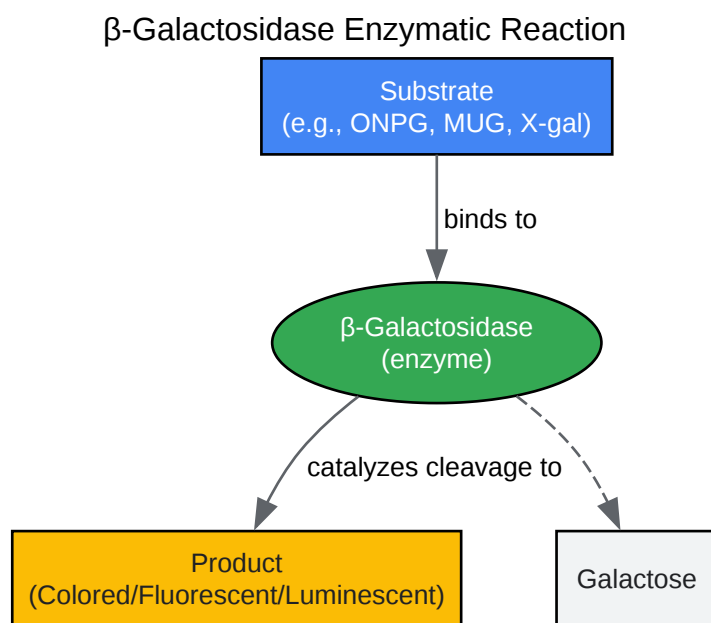 β-Galactosidase Enzymatic Reaction
Substrate
(e.g., ONPG, MUG, X-gal)
binds to
β-Galactosidase
(enzyme)
catalyzes cleavage to
Product
(Colored/Fluorescent/Luminescent)
Galactose